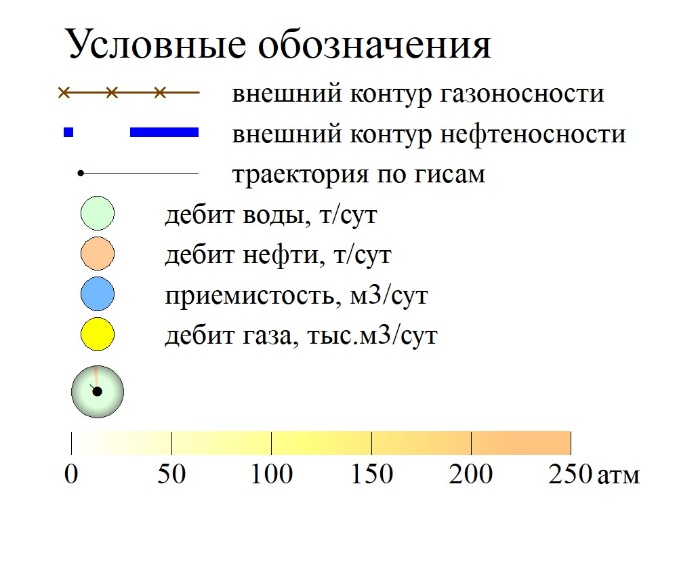 Условные обозначения
внешний контур газоносности
внешний контур нефтеносности
траектория по гисам
дебит воды, т/сут
дебит нефти, т/сут
приемистость, м3/сут
дебит газа, тыс.м3/сут
0 50 100 150 200 250 атм